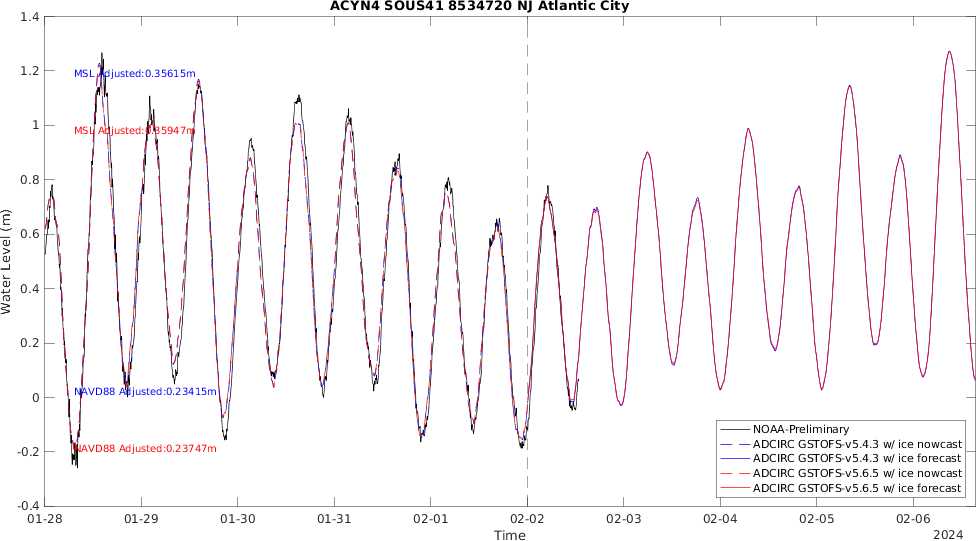 ACYN4 SOUS41 8534720 NJ Atlantic City
1.4
1.2
1
0.8
0.6
0.4
0.2
0
-0.2
-0.4
Water Level (m)
MSL Adjusted:0.35615m
MSL Adjusted:0.35947m
NAVD88 Adjusted:0.23415m
NAVD88 Adjusted:0.23747m
NOAA-Preliminary
ADCIRC GSTOFS-v5.4.3 w/ ice nowcast
ADCIRC GSTOFS-v5.4.3 w/ ice forecast
ADCIRC GSTOFS-v5.6.5 w/ ice nowcast
ADCIRC GSTOFS-v5.6.5 w/ ice forecast
01-28 01-29 01-30 01-31 02-01 02-02 02-03 02-04 02-05 02-06
Time
2024